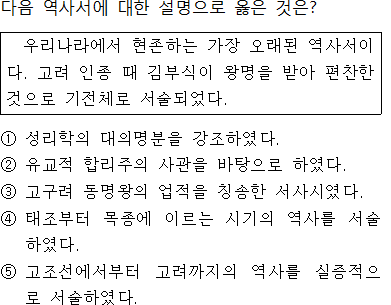 다음 역사서에 대한 설명으로 옳은 것은?
우리나라에서 현존하는 가장 오래된 역사서이
다. 고려 인종 때 김부식이 왕명을 받아 편찬한
것으로 기전체로 서술되었다.
① 성리학의 대의명분을 강조하였다.
② 유교적 합리주의 사관을 바탕으로 하였다.
③ 고구려 동명왕의 업적을 칭송한 서사시였다.
④ 태조부터 목종에 이르는 시기의 역사를 서술
하였다.
⑤ 고조선에서부터 고려까지의 역사를 실증적으
로 서술하였다.